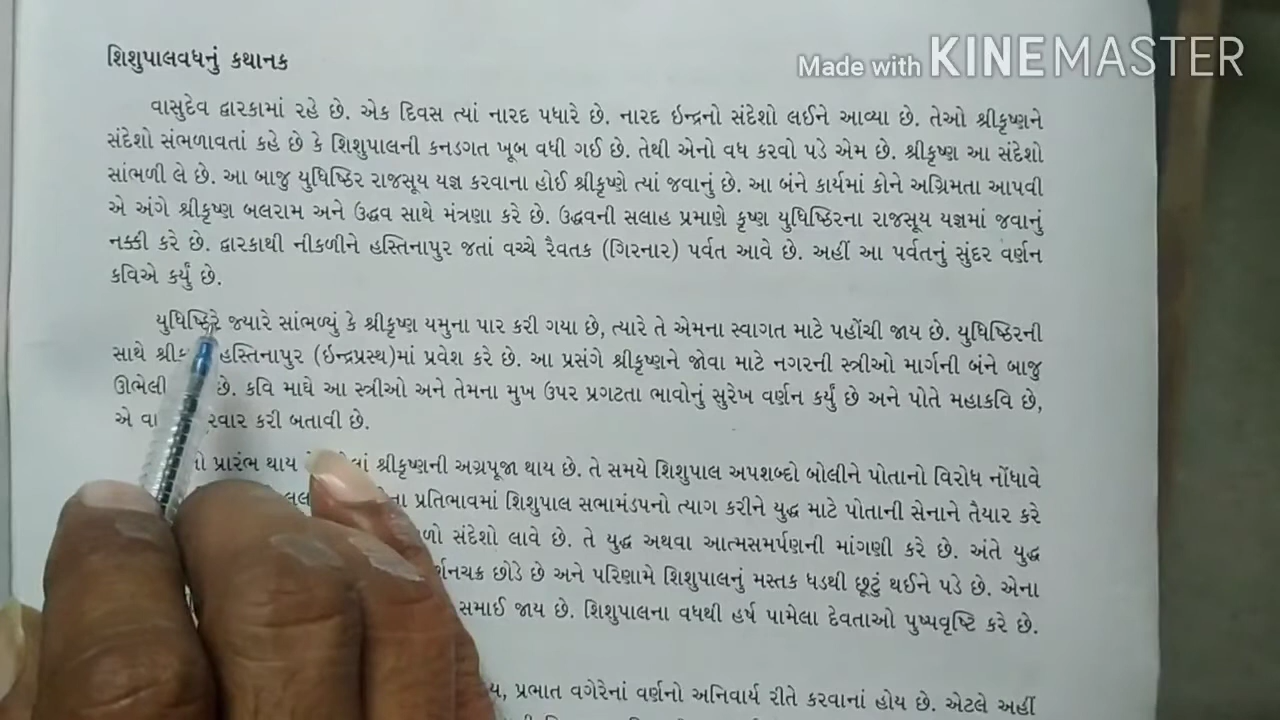 Made with KINEMASTER
શિશુપાલવધનું કથાનક
વાસુદેવ દ્વારકામાં રહે છે. એક દિવસ ત્યાં નારદ પધારે છે. નારદ ઇન્દ્રનો સંદેશો લઈને આવ્યા છે. તેઓ શ્રીકૃષ્ણને
સંદેશો સંભળાવતાં કહે છે કે શિશુપાલની કનડગત ખૂબ વધી ગઈ છે. તેથી એનો વધ કરવો પડે એમ છે. શ્રીકૃષ્ણ આ સંદેશો
સાંભળી લે છે. આ બાજુ યુધિષ્ઠિર રાજસૂય યજ્ઞ કરવાના હોઈ શ્રીકૃષ્ણે ત્યાં જવાનું છે. આ બંને કાર્યમાં કોને અગ્રિમતા આપવી
એ અંગે શ્રીકૃષ્ણ બલરામ અને ઉદ્ધવ સાથે મંત્રણા કરે છે. ઉદ્ધવની સલાહ પ્રમાણે કૃષ્ણ યુધિષ્ઠિરના રાજસૂય યજ્ઞમાં જવાનું
નક્કી કરે છે. દ્વારકાથી નીકળીને હસ્તિનાપુર જતાં વચ્ચે રૈવતક (ગિરનાર) પર્વત આવે છે. અહીં આ પર્વતનું સુંદર વર્ણન
કવિએ કર્યું છે.
યુધિષ્ઠિરે જ્યારે સાંભળ્યું કે શ્રીકૃષ્ણ યમુના પાર કરી ગયા છે, ત્યારે તે એમના સ્વાગત માટે પહોંચી જાય છે. યુધિષ્ઠિરની
સાથે હસ્તિનાપુર (ઇન્દ્રપ્રસ્થ)માં પ્રવેશ કરે છે. આ પ્રસંગે શ્રીકૃષ્ણને જોવા માટે નગરની સ્ત્રીઓ માર્ગની બંને બાજુ
ઊભેલી છે. કવિ માઘે આ સ્ત્રીઓ અને તેમના મુખ ઉપર પ્રગટતા ભાવોનું સુરેખ વર્ણન કર્યું છે અને પોતે મહાકવિ છે,
એ કરી બતાવી છે.
પ્રારંભ થાય શ્રીકૃષ્ણની અગ્રપૂજા થાય છે. તે સમયે શિશુપાલ અપશબ્દો બોલીને પોતાનો વિરોધ નોંધાવે
પ્રતિભાવમાં શિશુપાલ સભામંડપનો ત્યાગ કરીને યુદ્ધ માટે પોતાની સેનાને તૈયાર કરે
સંદેશો લાવે છે. તે યુદ્ધ અથવા આત્મસમર્પણની માંગણી કરે છે. અંતે યુદ્ધ
છોડે છે અને પરિણામે શિશુપાલનું મસ્તક ધડથી છૂટું થઈને પડે છે. એના
સમાઈ જાય છે. શિશુપાલના વધથી હર્ષ પામેલા દેવતાઓ પુષ્પવૃષ્ટિ કરે છે.
પ્રભાત વગેરેનાં વર્ણનો અનિવાર્ય રીતે કરવાનાં હોય છે. એટલે અહીં